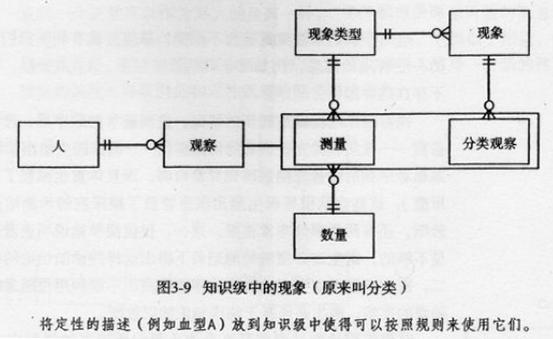 现象类型
现象
人
观察
测量
分类观察
数量
图3-9 知识级中的现象（原来叫分类）
将定性的描述（例如血型A）放到知识级中使得可以按照规则来使用它们。